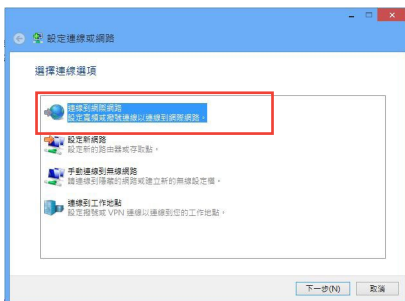 設定連線或網路
選擇連線選項
連線到網際網路
設定寬頻或撥號連線以連線到網際網路。
設定新網路
設定新的路由器或存取點。
手動連線到無線網路
請連線到隱藏的網路或建立新的無線設定檔。
連線到工作地點
設定撥號或 VPN 連線以連線到您的工作地點。
下一步(N)
取消